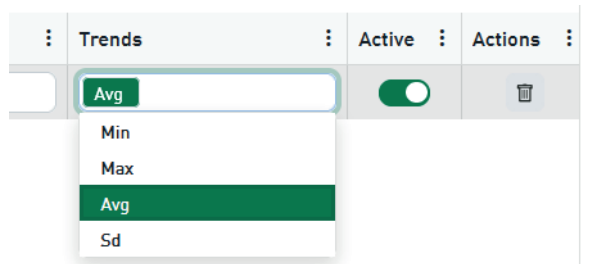 Trends Active Actions
Avg
Min
Max
Avg
Sd